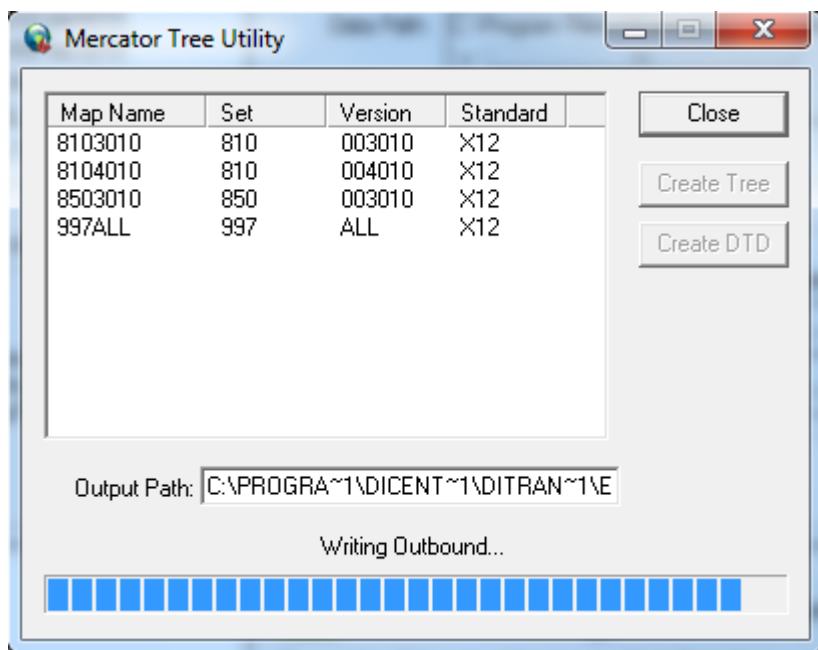 Mercator Tree Utility
Map Name Set Version Standard
8103010 810 003010 X12
8104010 810 004010 X12
8503010 850 003010 X12
997ALL 997 ALL X12
Close
Create Tree
Create DTD
Output Path: C:\PROGRA~1\DICENT~1\DITRAN~1\E
Writing Outbound...